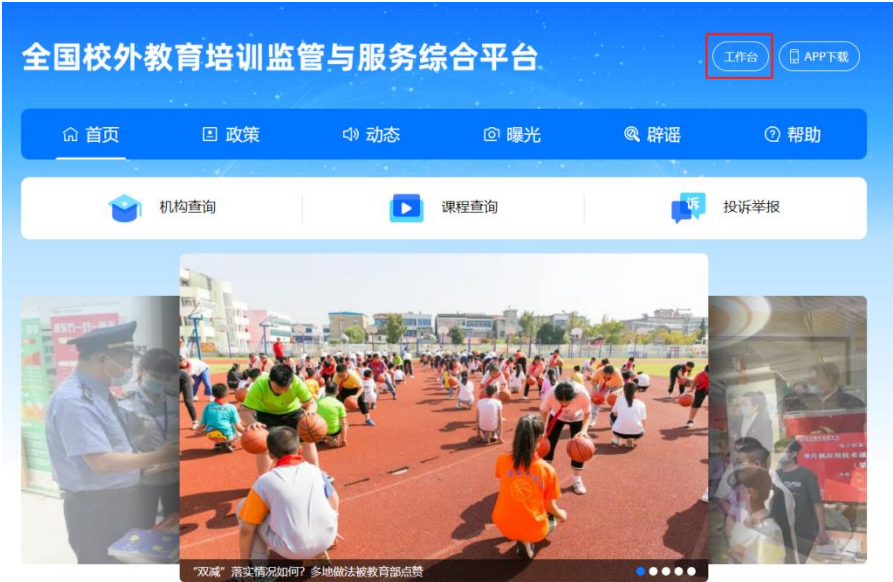 全国校外教育培训监管与服务综合平台
工作台
APP下载
首页
政策
动态
曝光
辟谣
帮助
机构查询
课程查询
诉
投诉举报
“双减”落实情况如何?多地做法被教育部点赞